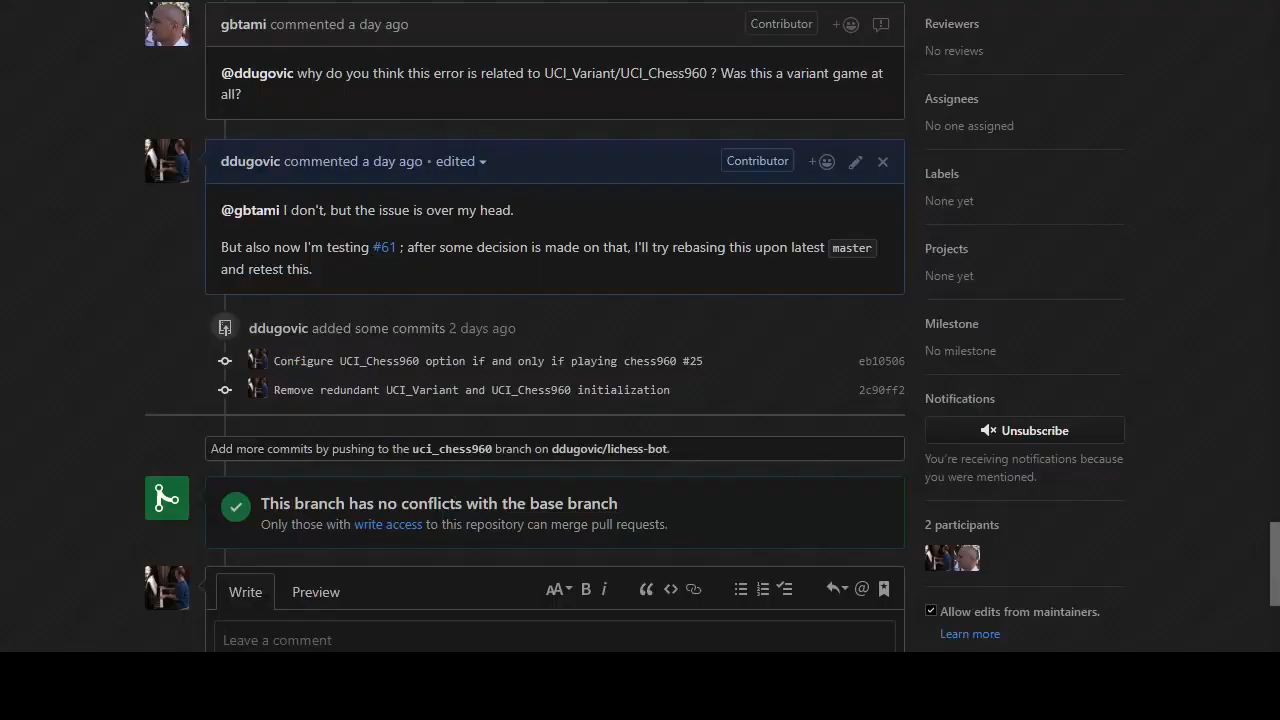 gbtami commented a day ago
Contributor
@ddugovic why do you think this error is related to UCI_Variant/UCI_Chess960 ? Was this a variant game at
all?
ddugovic commented a day ago • edited
Contributor
@gbtami I don't, but the issue is over my head.
But also now I'm testing #61 ; after some decision is made on that, I'll try rebasing this upon latest master
and retest this.
ddugovic added some commits 2 days ago
Configure UCI_Chess960 option if and only if playing chess960 #25 eb10506
Remove redundant UCI_Variant and UCI_Chess960 initialization 2c90ff2
Add more commits by pushing to the uci_chess960 branch on ddugovic/lichess-bot.
This branch has no conflicts with the base branch
Only those with write access to this repository can merge pull requests.
Write Preview AA B i @
Leave a comment
Reviewers
No reviews
Assignees
No one assigned
Labels
None yet
Projects
None yet
Milestone
No milestone
Notifications
Unsubscribe
You're receiving notifications because
you were mentioned.
2 participants
Allow edits from maintainers.
Learn more